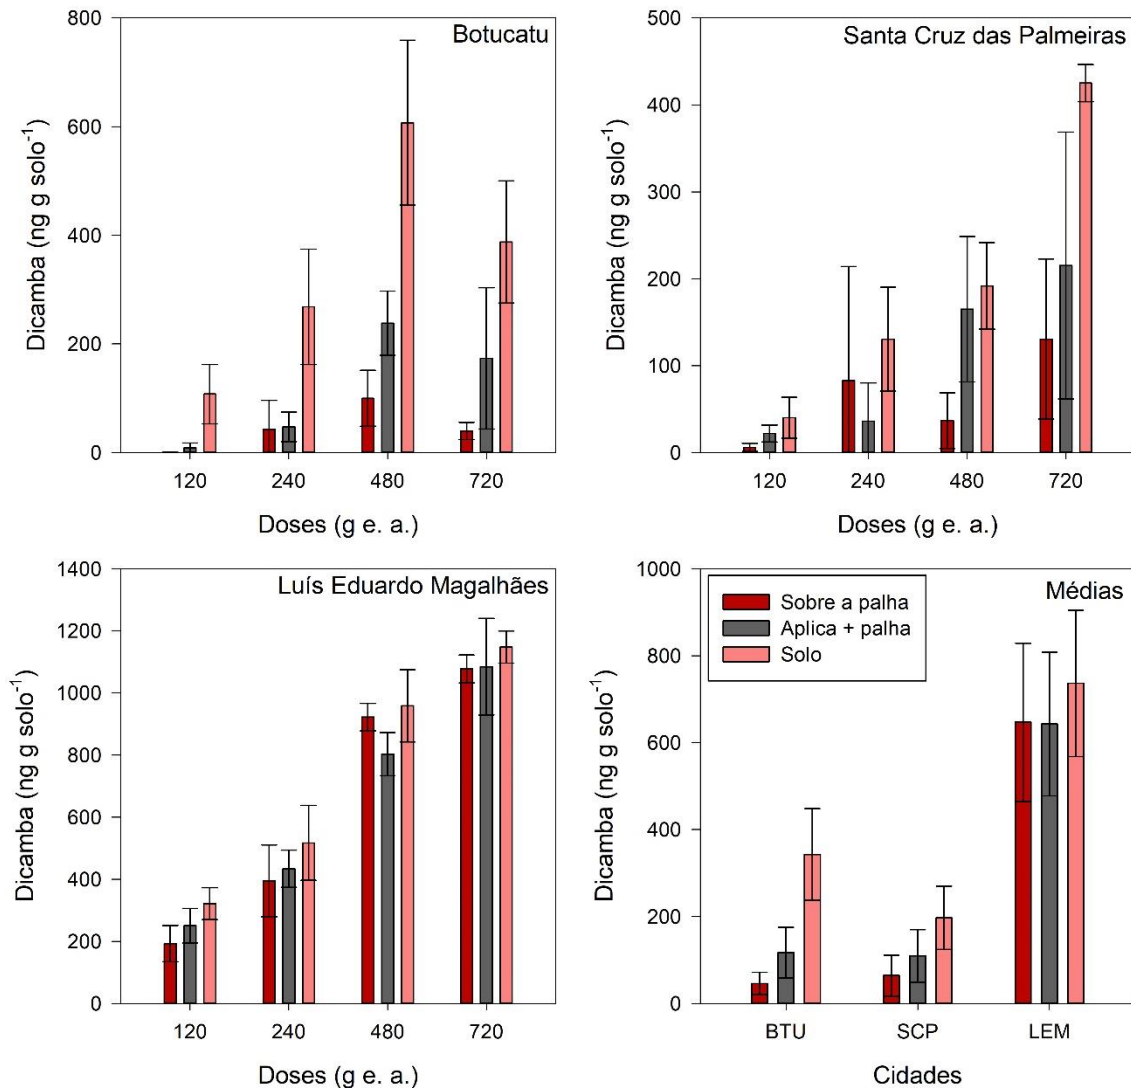 Botucatu
Dicamba (ng g solo⁻¹)
800
600
400
200
0
120 240 480 720
Doses (g e. a.)
Santa Cruz das Palmeiras
Dicamba (ng g solo⁻¹)
500
400
300
200
100
0
120 240 480 720
Doses (g e. a.)
Luís Eduardo Magalhães
Dicamba (ng g solo⁻¹)
1400
1200
1000
800
600
400
200
0
120 240 480 720
Doses (g e. a.)
Médias
Sobre a palha
Aplica + palha
Solo
Dicamba (ng g solo⁻¹)
1000
800
600
400
200
0
BTU SCP LEM
Cidades